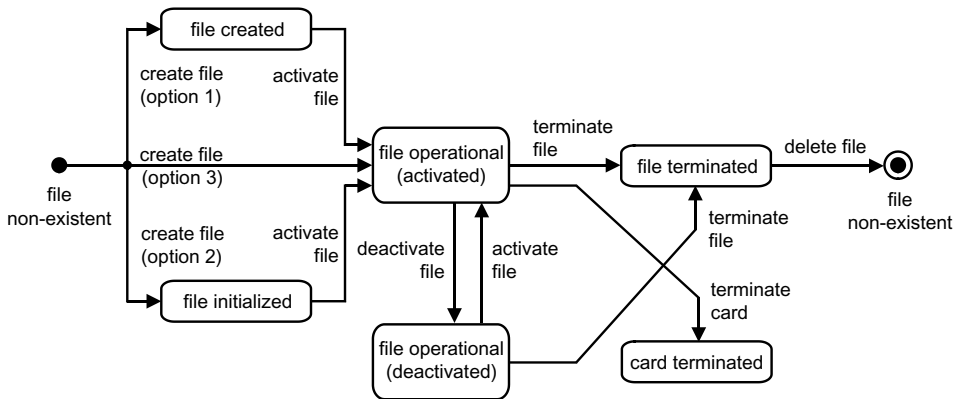 file created
create file
(option 1)
activate
file
file
non-existent
create file
(option 3)
create file
(option 2)
activate
file
file initialized
file operational
(activated)
deactivate
file
activate
file
file operational
(deactivated)
terminate
file
file terminated
delete file
file
non-existent
terminate
file
terminate
card
card terminated